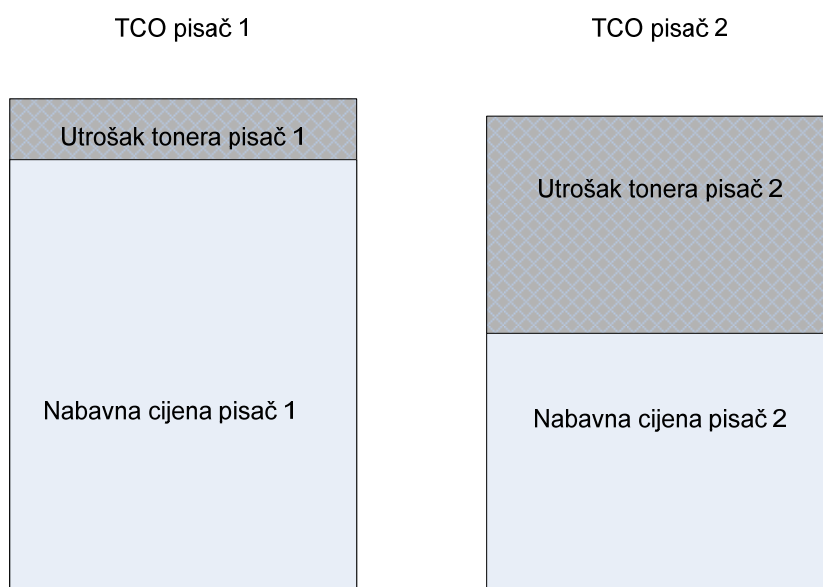 TCO pisač 1
TCO pisač 2
Utrošak tonera pisač 1
Utrošak tonera pisač 2
Nabavna cijena pisač 1
Nabavna cijena pisač 2